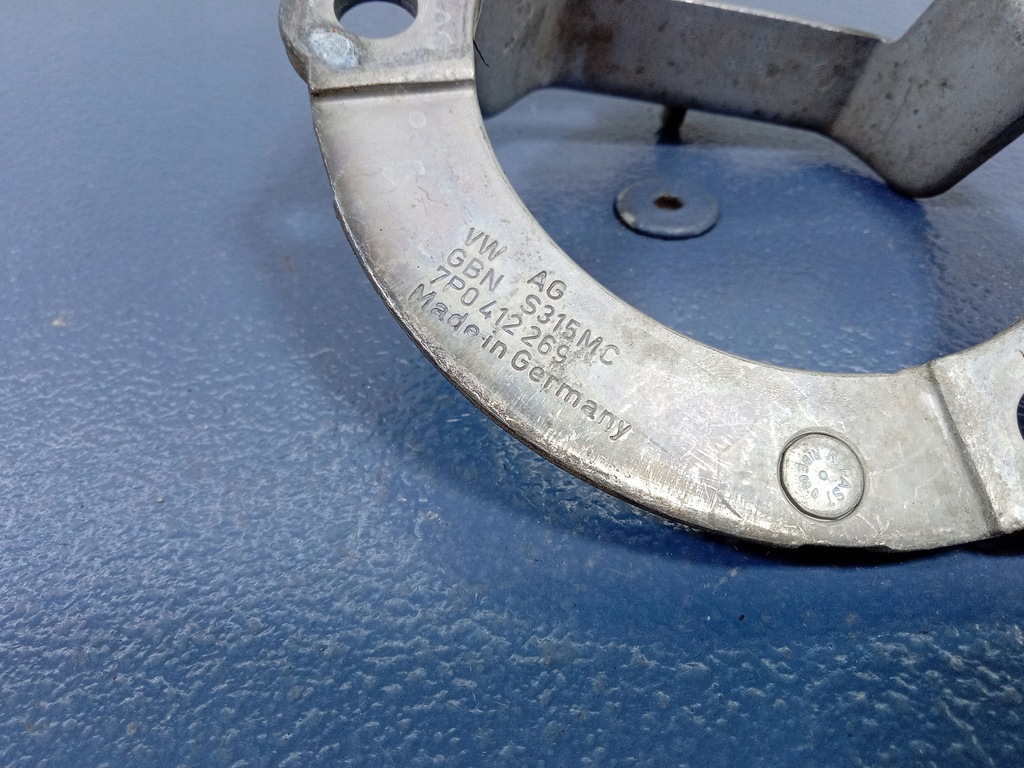 VW AG
GBN S315MC
7P0 412 269
Made in Germany